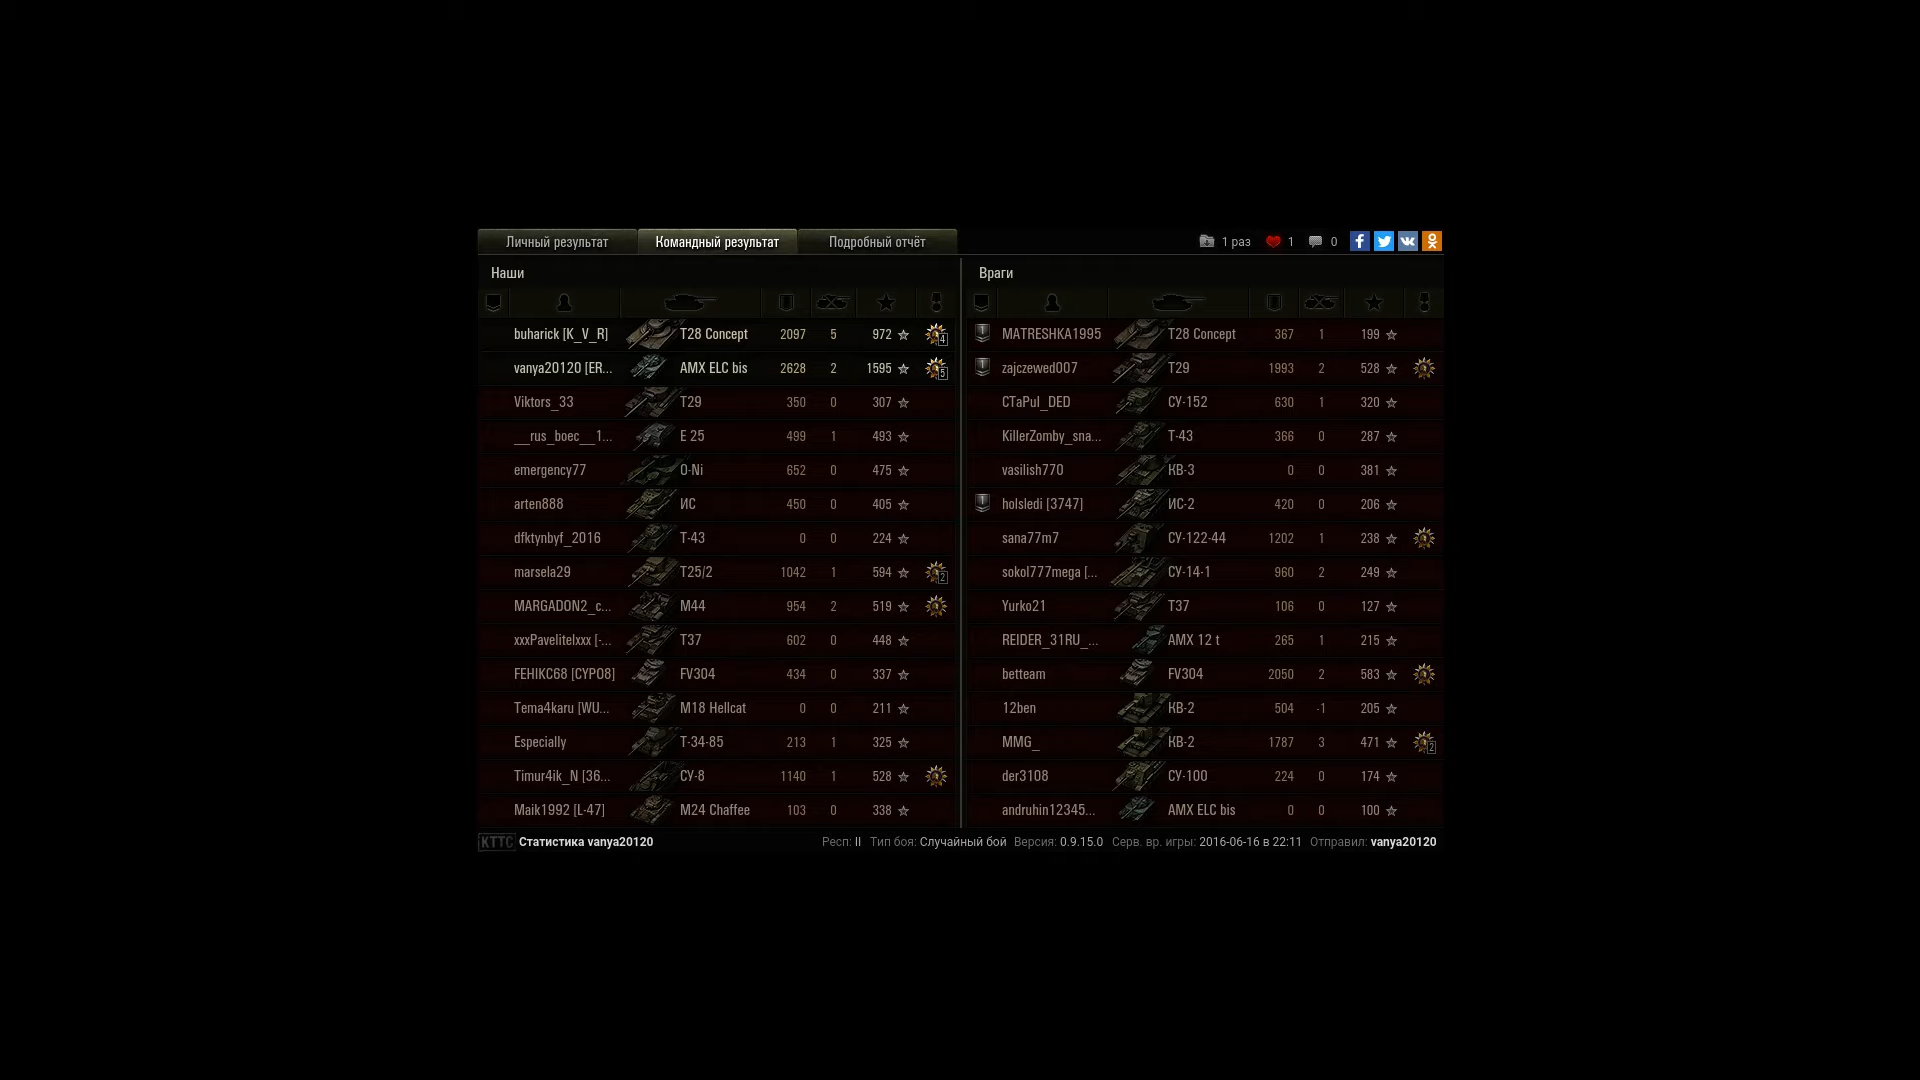 Личный результат Командный результат Подробный отчёт 1 раз 1 0
Наши
buharick [K_V_R] T28 Concept 2097 5 972 4
vanya20120 [ER... AMX ELC bis 2628 2 1595 5
Viktors_33 T29 350 0 307
__rus_boec__1... E 25 499 1 493
emergency77 O-Ni 652 0 475
arten888 ИС 450 0 405
dfktynbyf_2016 Т-43 0 0 224
marsela29 T25/2 1042 1 594 2
MARGADON2_c... M44 954 2 519
xxxPavelitelxxx [-... T37 602 0 448
FEHIKC68 [CYPO8] FV304 434 0 337
Tema4karu [WU... M18 Hellcat 0 0 211
Especially Т-34-85 213 1 325
Timur4ik_N [36... СУ-8 1140 1 528
Maik1992 [L-47] M24 Chaffee 103 0 338
Враги
MATRESHKA1995 T28 Concept 367 1 199
zajczewed007 T29 1993 2 528
CTaPuI_DED СУ-152 630 1 320
KillerZomby_sna... Т-43 366 0 287
vasilish770 КВ-3 0 0 381
holsledi [3747] ИС-2 420 0 206
sana77m7 СУ-122-44 1202 1 238
sokol777mega [... СУ-14-1 960 2 249
Yurko21 T37 106 0 127
REIDER_31RU_... AMX 12 t 265 1 215
betteam FV304 2050 2 583
12ben КВ-2 504 -1 205
MMG_ КВ-2 1787 3 471 2
der3108 СУ-100 224 0 174
andruhin12345... AMX ELC bis 0 0 100
KTTC Статистика vanya20120 Респ: II Тип боя: Случайный бой Версия: 0.9.15.0 Серв. вр. игры: 2016-06-16 в 22:11 Отправил: vanya20120